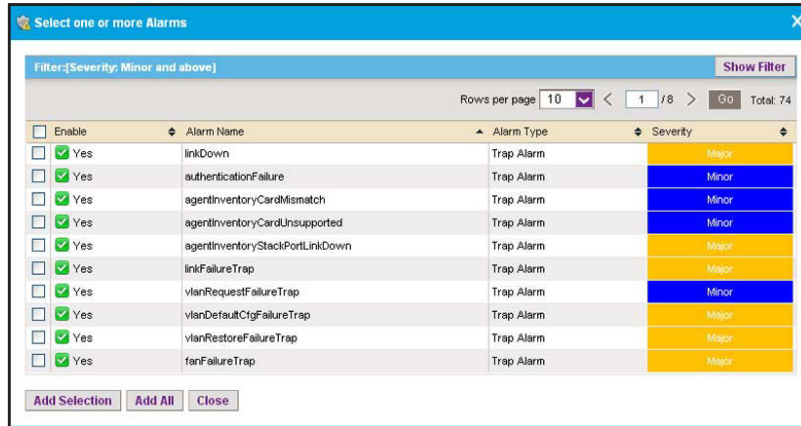 Select one or more Alarms
Filter:[Severity: Minor and above] Show Filter
Rows per page 10 < 1 /8 > Go Total: 74
Enable Alarm Name Alarm Type Severity
Yes linkDown Trap Alarm Major
Yes authenticationFailure Trap Alarm Minor
Yes agentInventoryCardMismatch Trap Alarm Minor
Yes agentInventoryCardUnsupported Trap Alarm Minor
Yes agentInventoryStackPortLinkDown Trap Alarm Major
Yes linkFailureTrap Trap Alarm Major
Yes vlanRequestFailureTrap Trap Alarm Minor
Yes vlanDefaultCfgFailureTrap Trap Alarm Major
Yes vlanRestoreFailureTrap Trap Alarm Major
Yes fanFailureTrap Trap Alarm Major
Add Selection Add All Close